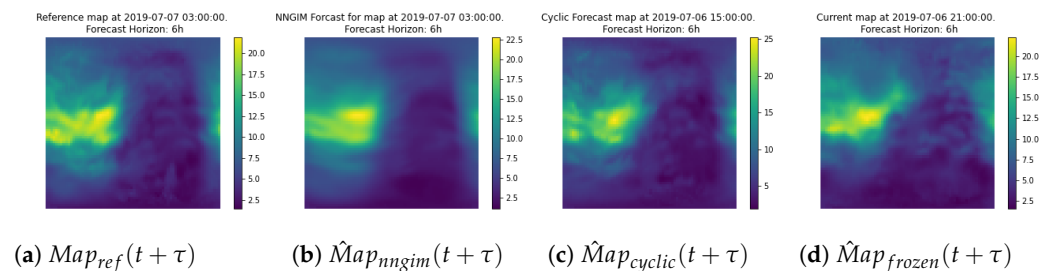 Reference map at 2019-07-07 03:00:00.
Forecast Horizon: 6h
20.0
17.5
15.0
12.5
10.0
7.5
5.0
2.5
(a) Map_ref(t + τ)
NNGIM Forcast for map at 2019-07-07 03:00:00.
Forecast Horizon: 6h
22.5
20.0
17.5
15.0
12.5
10.0
7.5
5.0
2.5
(b) M̂ap_nngim(t + τ)
Cyclic Forecast map at 2019-07-06 15:00:00.
Forecast Horizon: 6h
25
20
15
10
5
(c) M̂ap_cyclic(t + τ)
Current map at 2019-07-06 21:00:00.
Forecast Horizon: 6h
20.0
17.5
15.0
12.5
10.0
7.5
5.0
2.5
(d) M̂ap_frozen(t + τ)